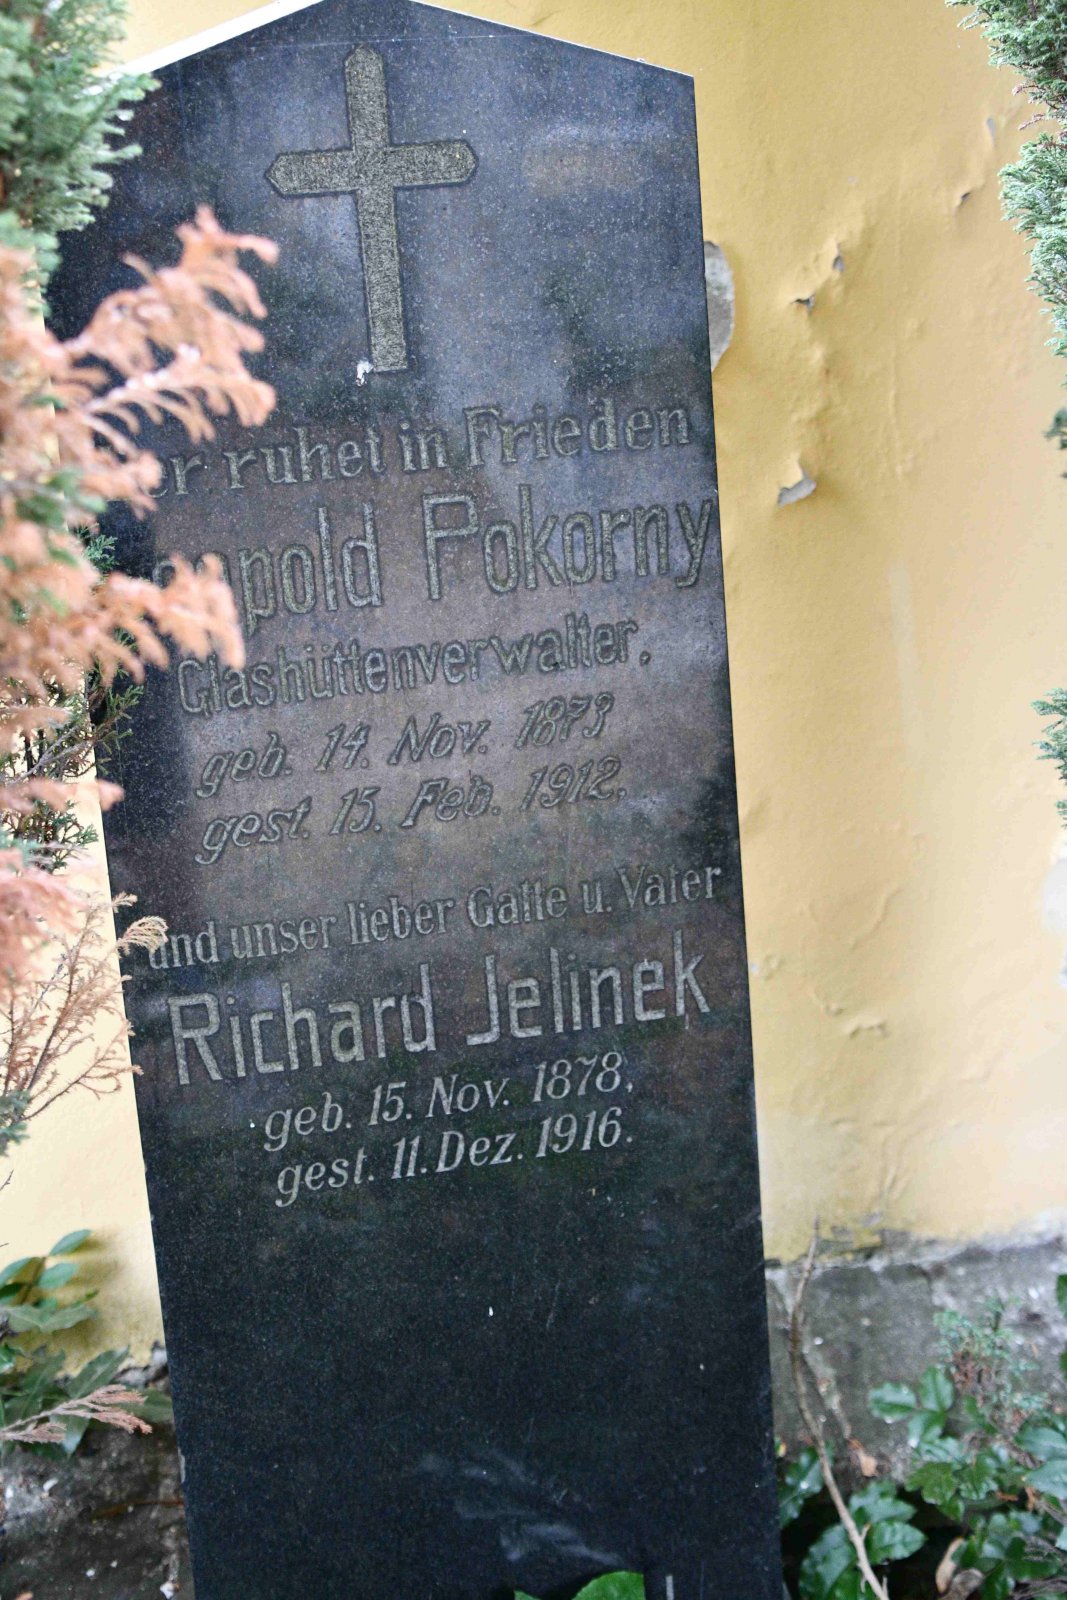 ruhet in Frieden
Pokorny
Glashüttenverwalter.
geb. 14. Nov. 1873
gest. 15. Feb. 1912.
und unser lieber Gatte u. Vater
Richard Jelinek
geb. 15. Nov. 1878.
gest. 11. Dez. 1916.